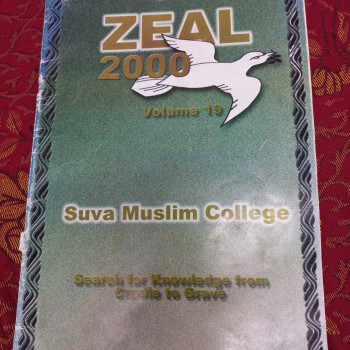 ZEAL
2000
Volume 19
Suva Muslim College
Search for Knowledge from
Cradle to Grave